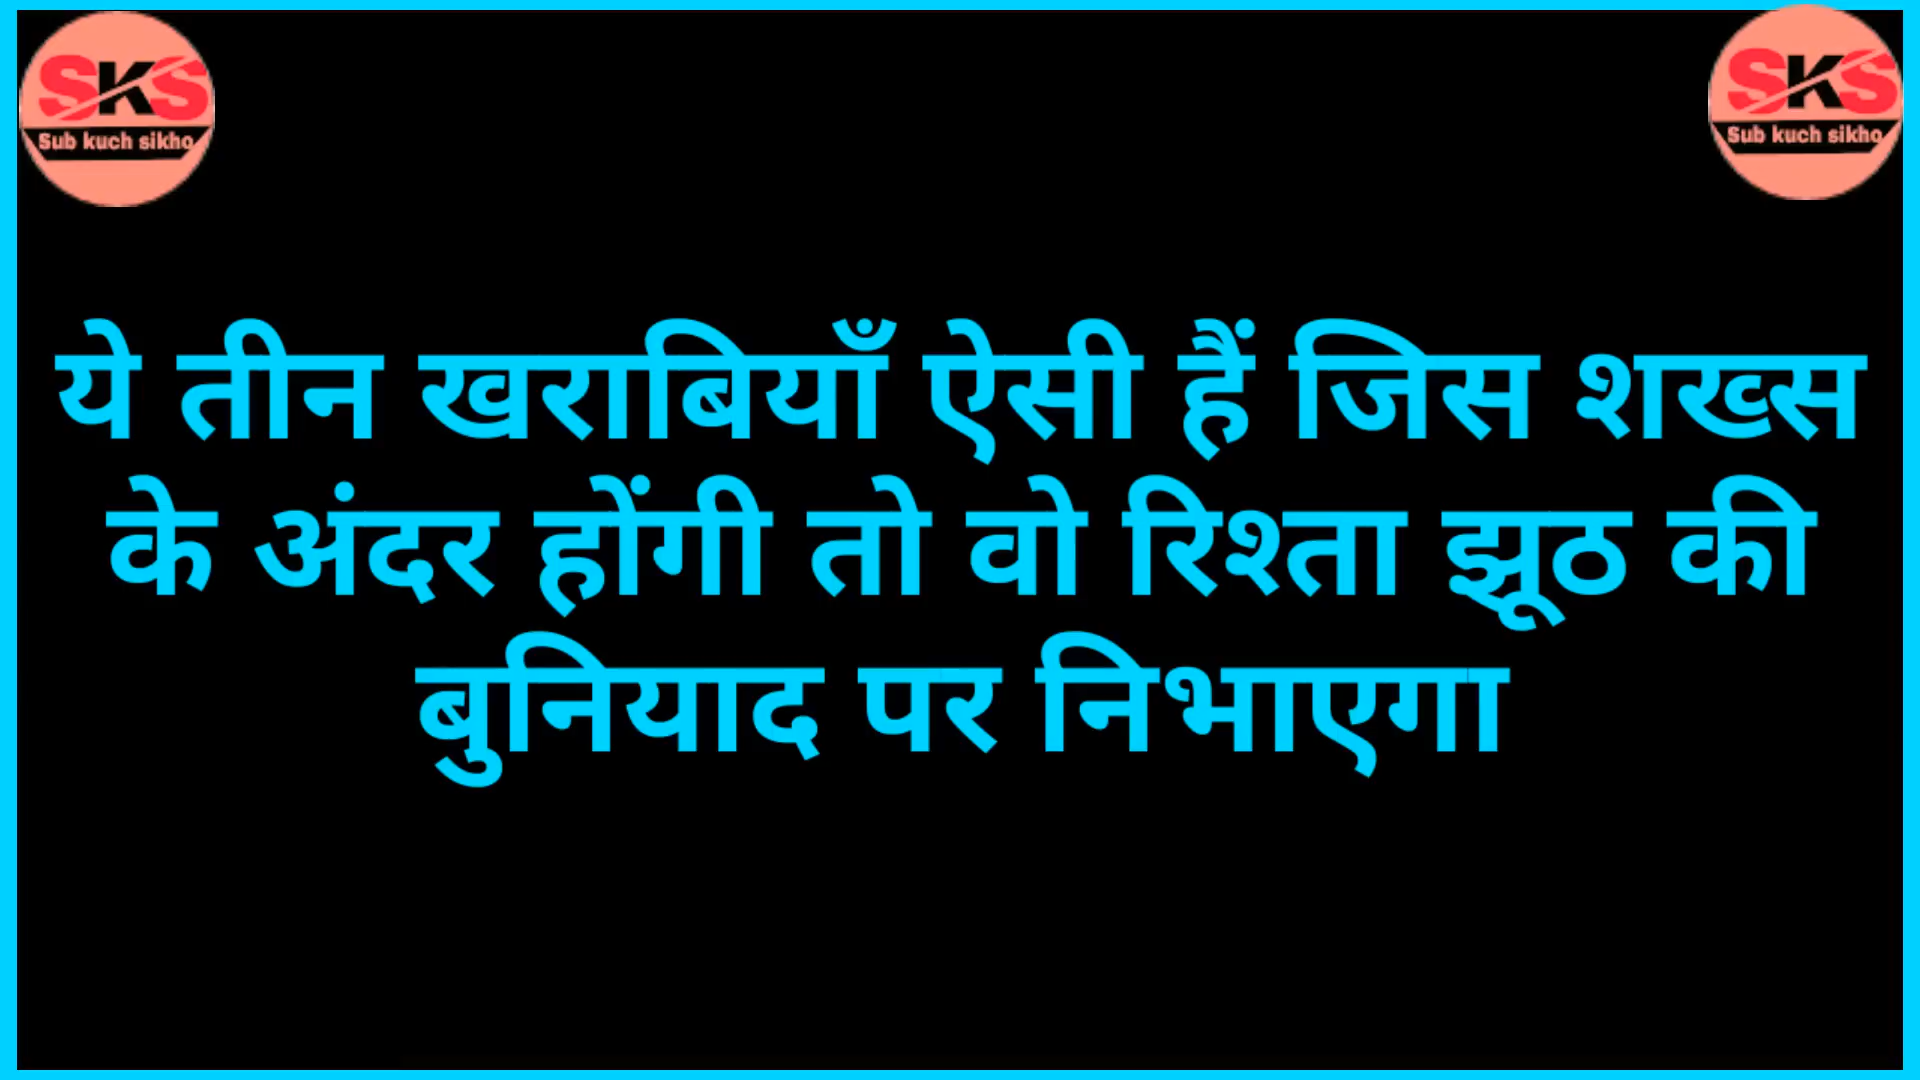 SKS
Sub kuch sikho
SKS
Sub kuch sikho
ये तीन खराबियाँ ऐसी हैं जिस शख्स
के अंदर होंगी तो वो रिश्ता झूठ की
बुनियाद पर निभाएगा